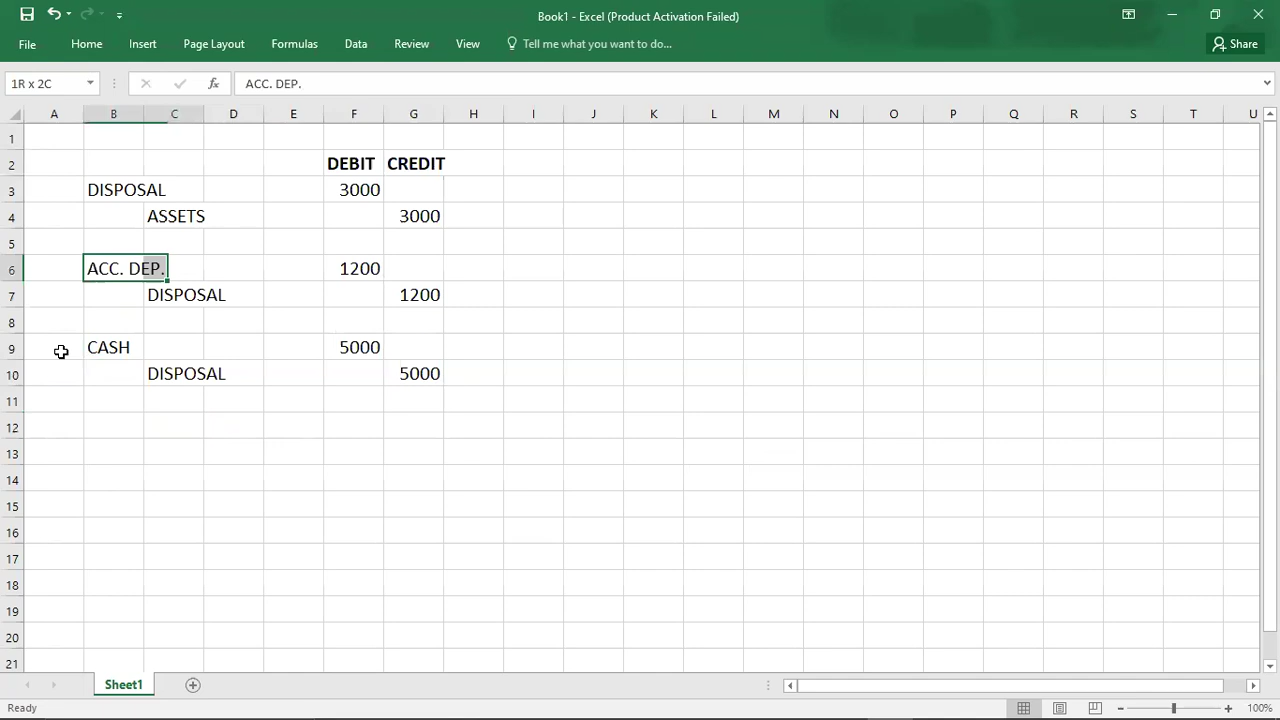 Book1 - Excel (Product Activation Failed)
File Home Insert Page Layout Formulas Data Review View Tell me what you want to do... Share
1R x 2C fx ACC. DEP.
A B C D E F G H I J K L M N O P Q R S T U
1
2 DEBIT CREDIT
3 DISPOSAL 3000
4 ASSETS 3000
5
6 ACC. DEP. 1200
7 DISPOSAL 1200
8
9 CASH 5000
10 DISPOSAL 5000
11
12
13
14
15
16
17
18
19
20
21
Sheet1
Ready 100%